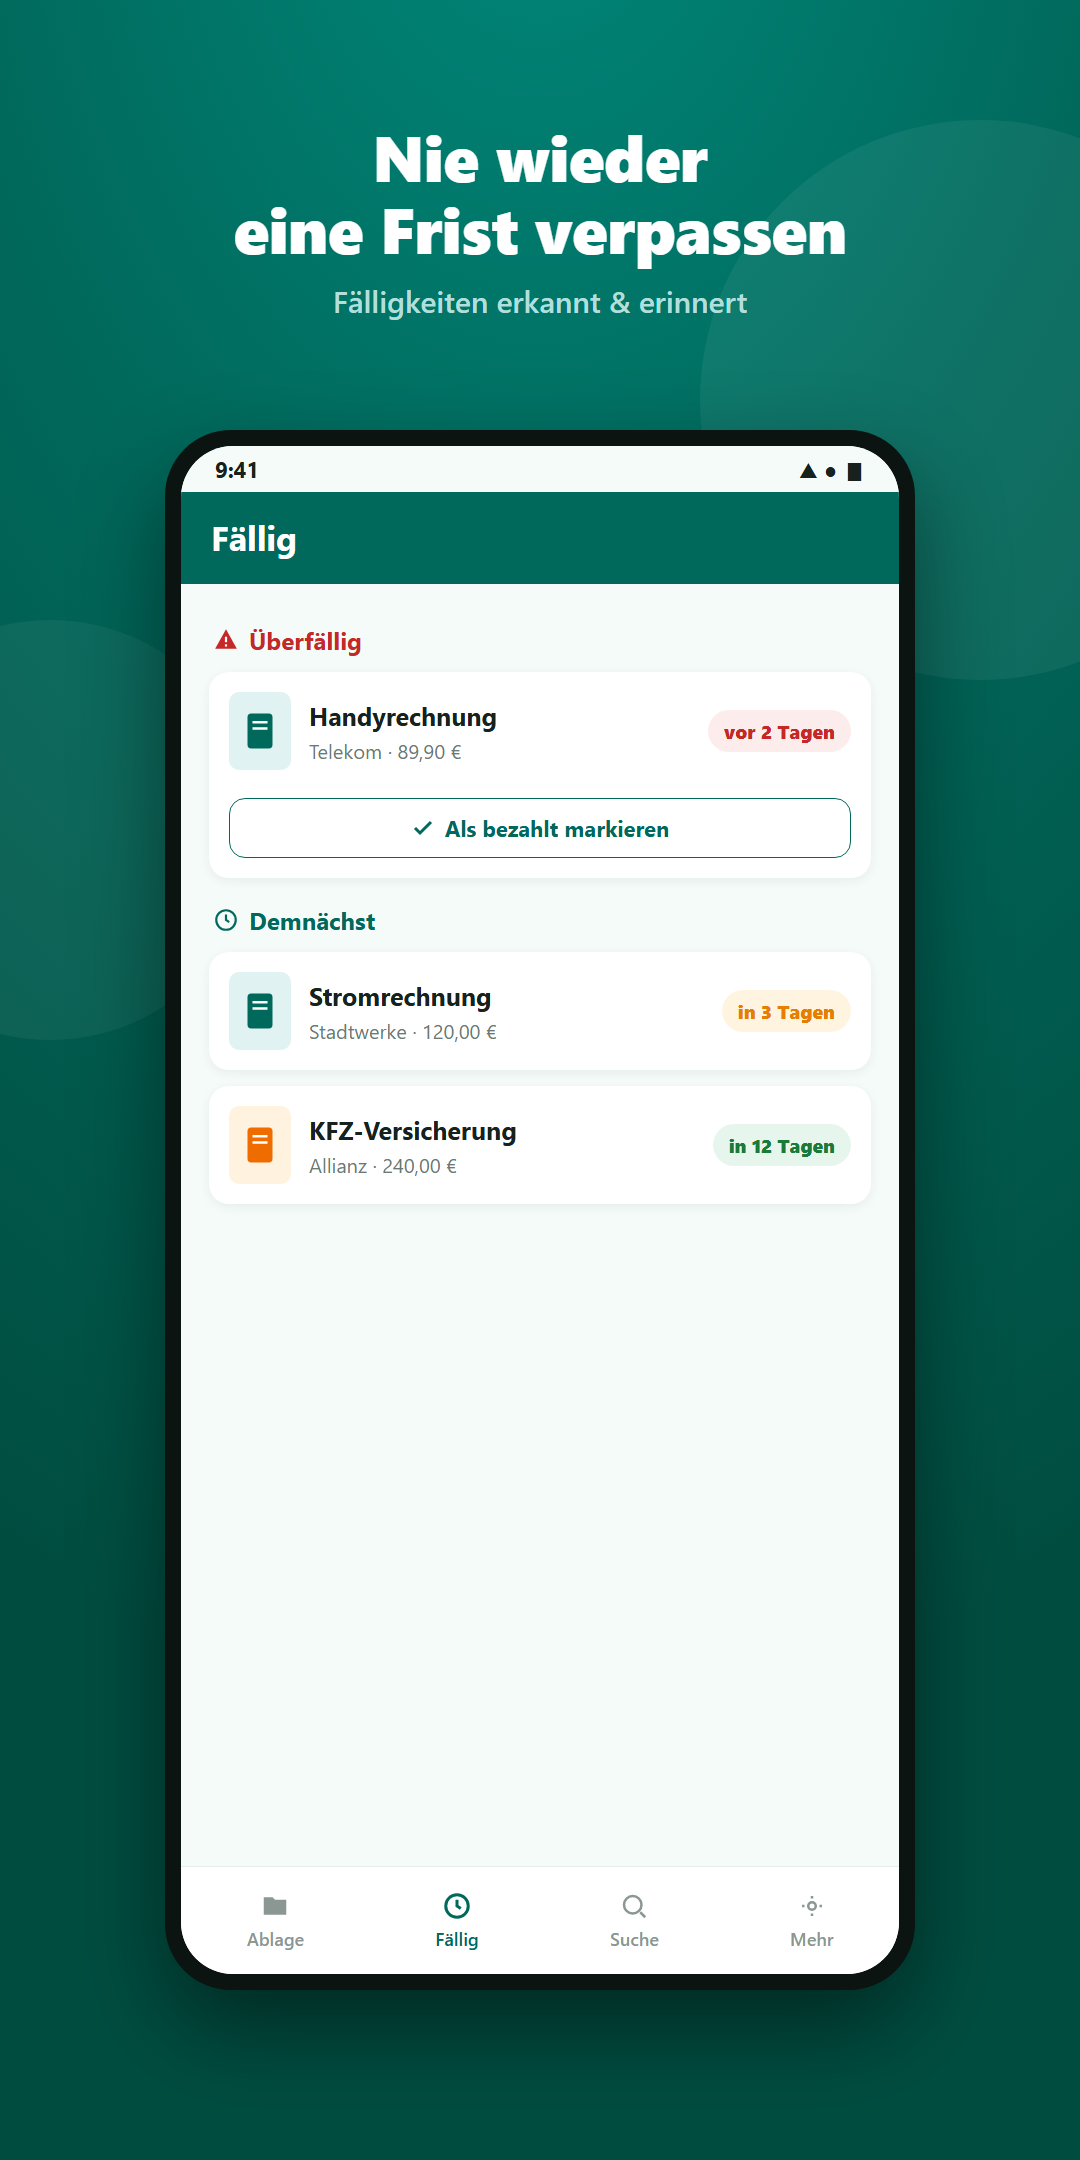 Nie wieder
eine Frist verpassen
Fälligkeiten erkannt & erinnert
9:41
Fällig
Überfällig
Handyrechnung
Telekom · 89,90 €
vor 2 Tagen
Als bezahlt markieren
Demnächst
Stromrechnung
Stadtwerke · 120,00 €
in 3 Tagen
KFZ-Versicherung
Allianz · 240,00 €
in 12 Tagen
Ablage
Fällig
Suche
Mehr